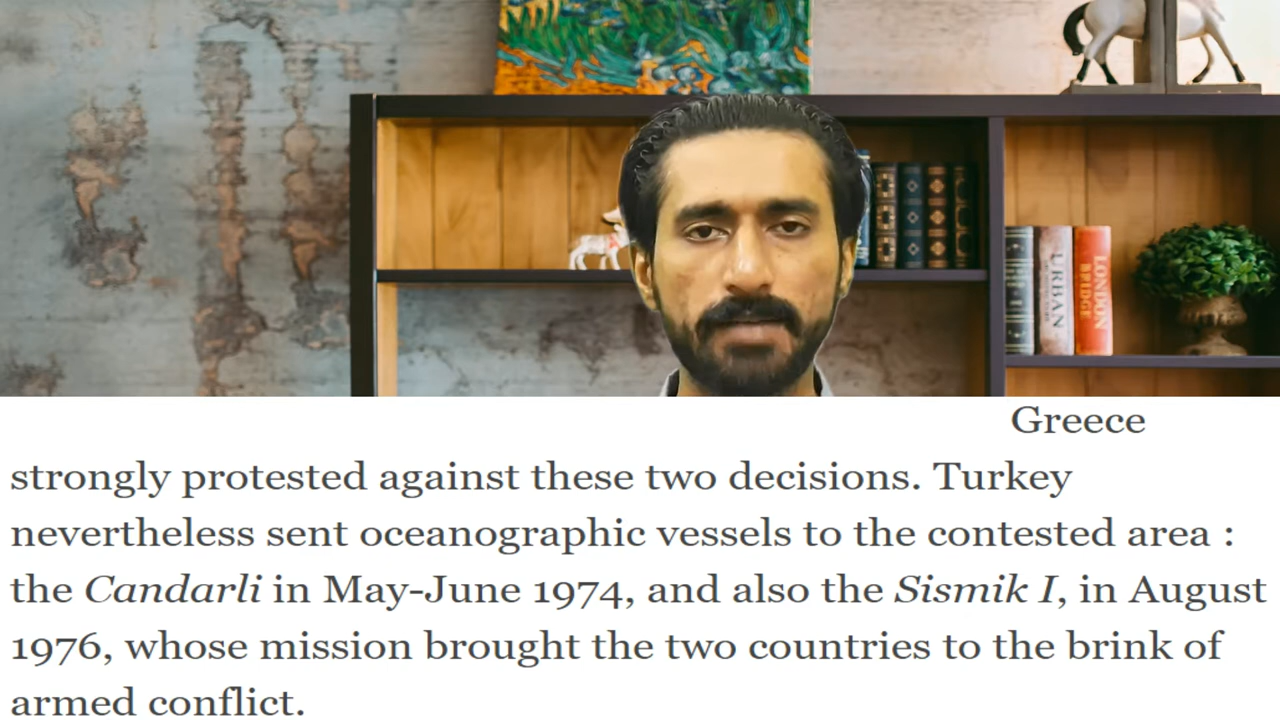 URBAN
LONDON
BRIDGE
Greece
strongly protested against these two decisions. Turkey
nevertheless sent oceanographic vessels to the contested area :
the Candarli in May-June 1974, and also the Sismik I, in August
1976, whose mission brought the two countries to the brink of
armed conflict.